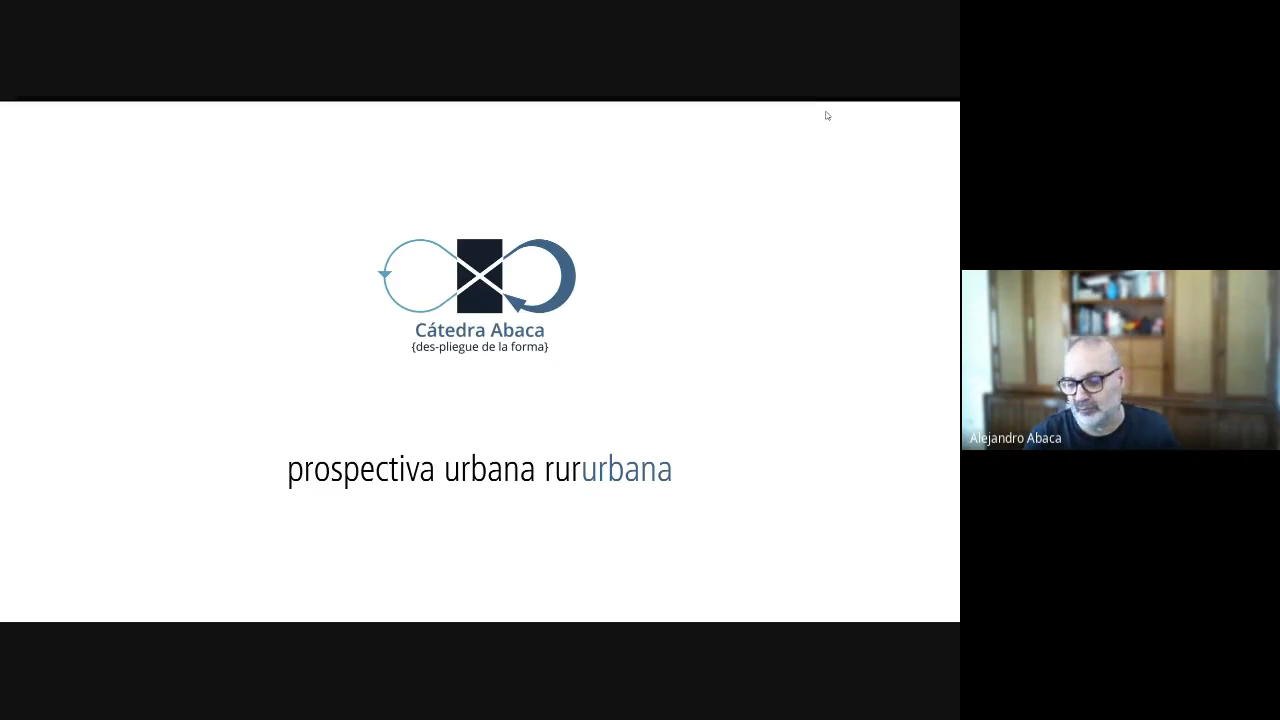 Cátedra Abaca
{des-pliegue de la forma}
prospectiva urbana rururbana
Alejandro Abaca